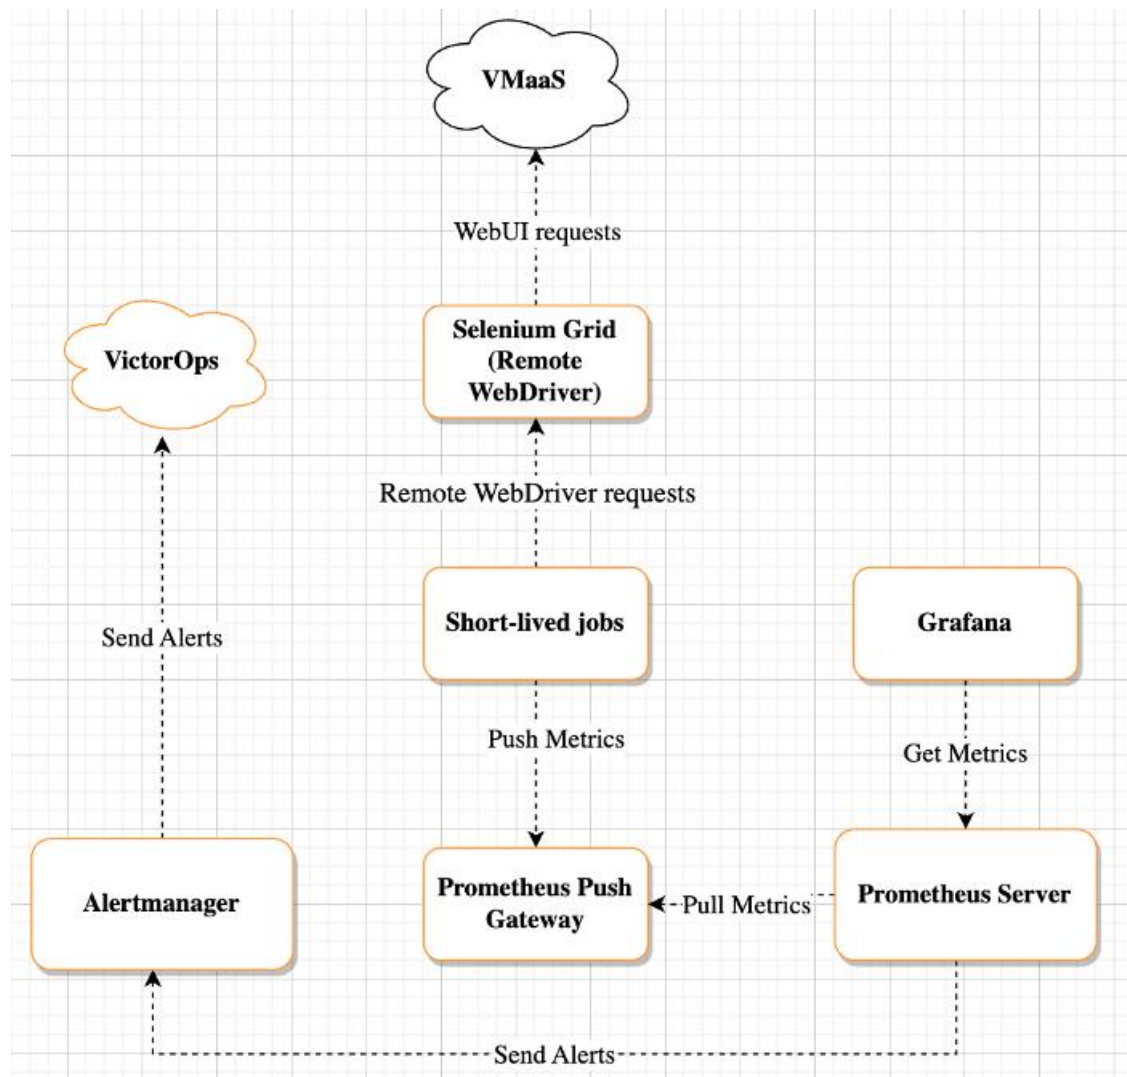 VMaaS
WebUI requests
Selenium Grid
(Remote
WebDriver)
VictorOps
Remote WebDriver requests
Short-lived jobs
Grafana
Send Alerts
Push Metrics
Get Metrics
Alertmanager
Prometheus Push
Gateway
Pull Metrics
Prometheus Server
Send Alerts